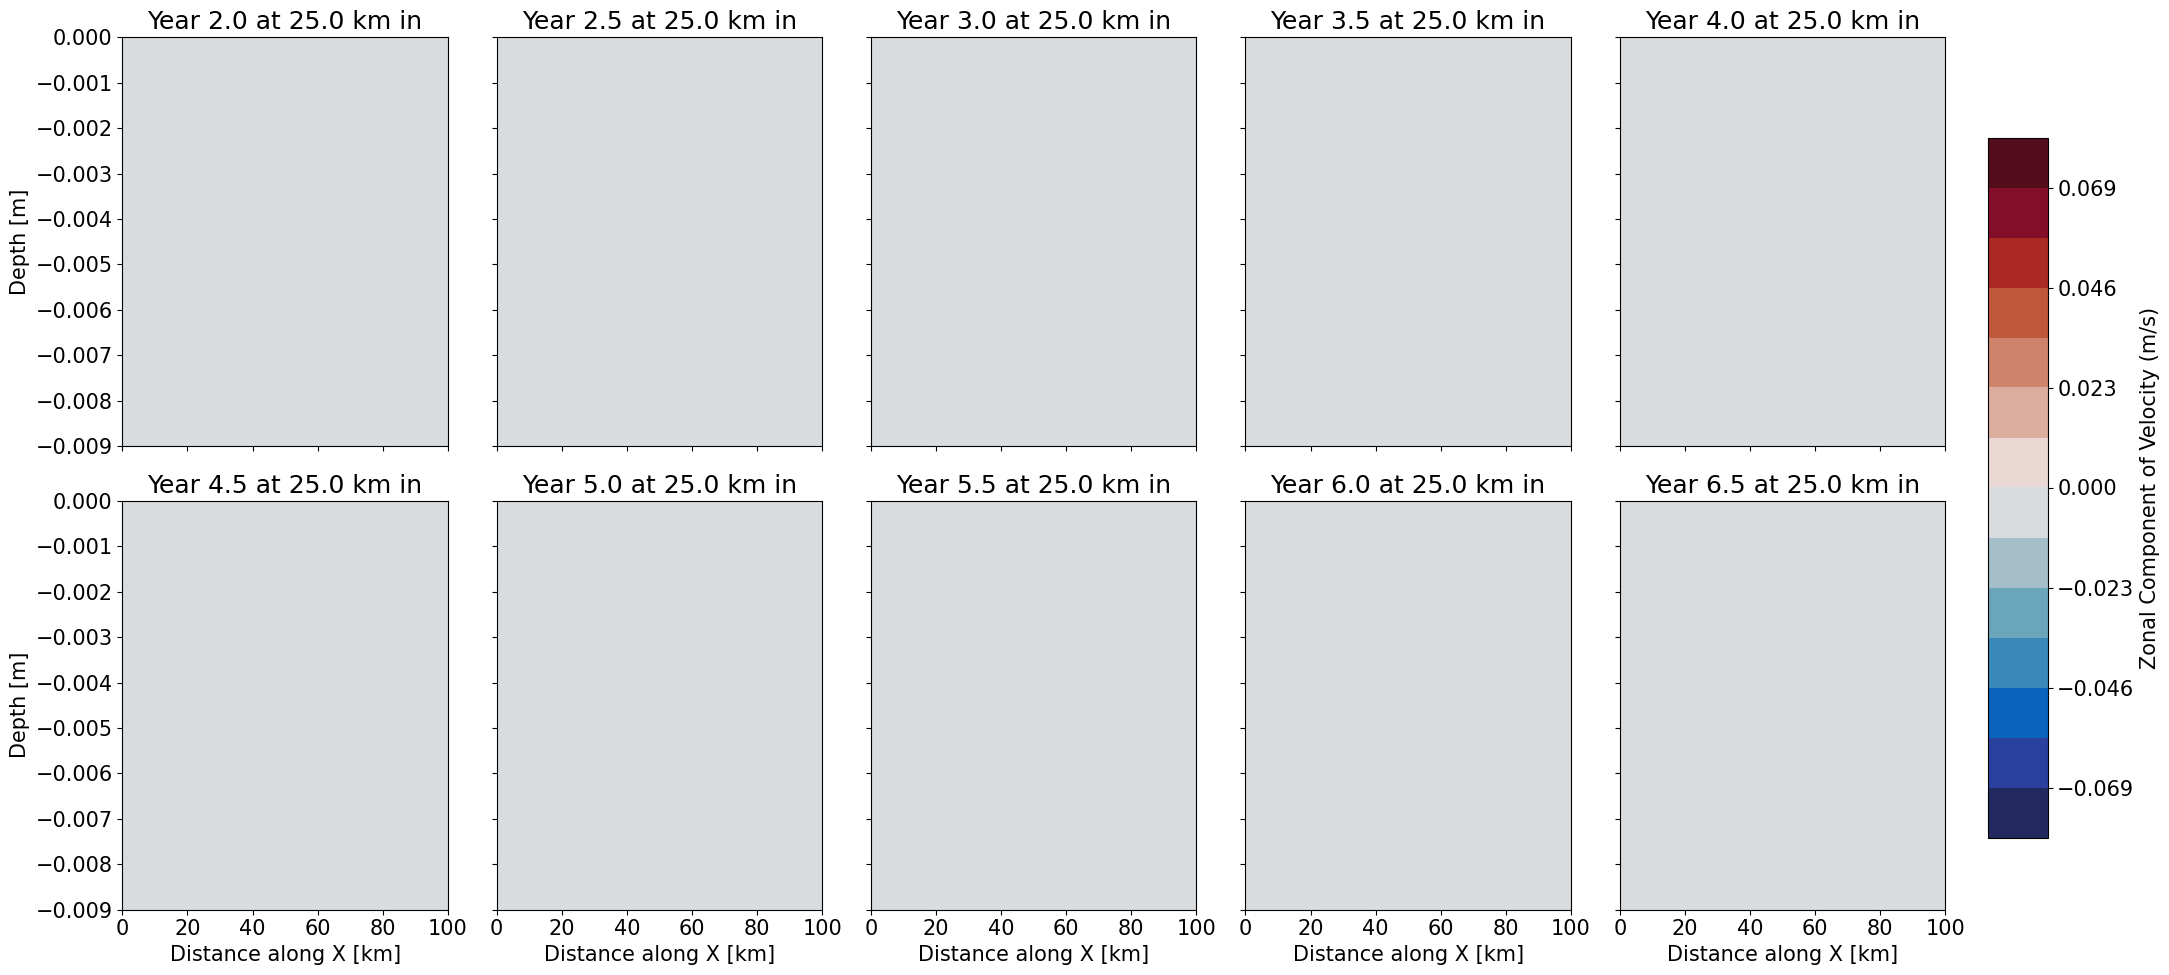 Year 2.0 at 25.0 km in
Year 2.5 at 25.0 km in
Year 3.0 at 25.0 km in
Year 3.5 at 25.0 km in
Year 4.0 at 25.0 km in
0.000
−0.001
−0.002
−0.003
−0.004
−0.005
−0.006
−0.007
−0.008
−0.009
Depth [m]
Year 4.5 at 25.0 km in
Year 5.0 at 25.0 km in
Year 5.5 at 25.0 km in
Year 6.0 at 25.0 km in
Year 6.5 at 25.0 km in
0.000
−0.001
−0.002
−0.003
−0.004
−0.005
−0.006
−0.007
−0.008
−0.009
Depth [m]
0 20 40 60 80 100
0 20 40 60 80 100
0 20 40 60 80 100
0 20 40 60 80 100
0 20 40 60 80 100
Distance along X [km]
Distance along X [km]
Distance along X [km]
Distance along X [km]
Distance along X [km]
0.069
0.046
0.023
0.000
−0.023
−0.046
−0.069
Zonal Component of Velocity (m/s)